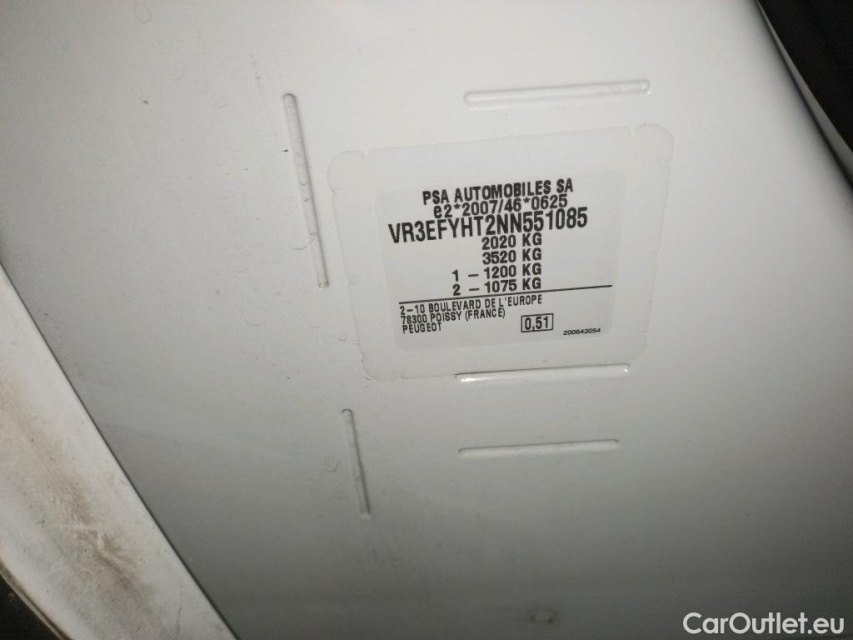 PSA AUTOMOBILES SA
e2*2007/46*0625
VR3EFYHT2NN551085
2020 KG
3520 KG
1 - 1200 KG
2 - 1075 KG
2-10 BOULEVARD DE L'EUROPE
78300 POISSY (FRANCE)
PEUGEOT
0,51
200643054
CarOutlet.eu